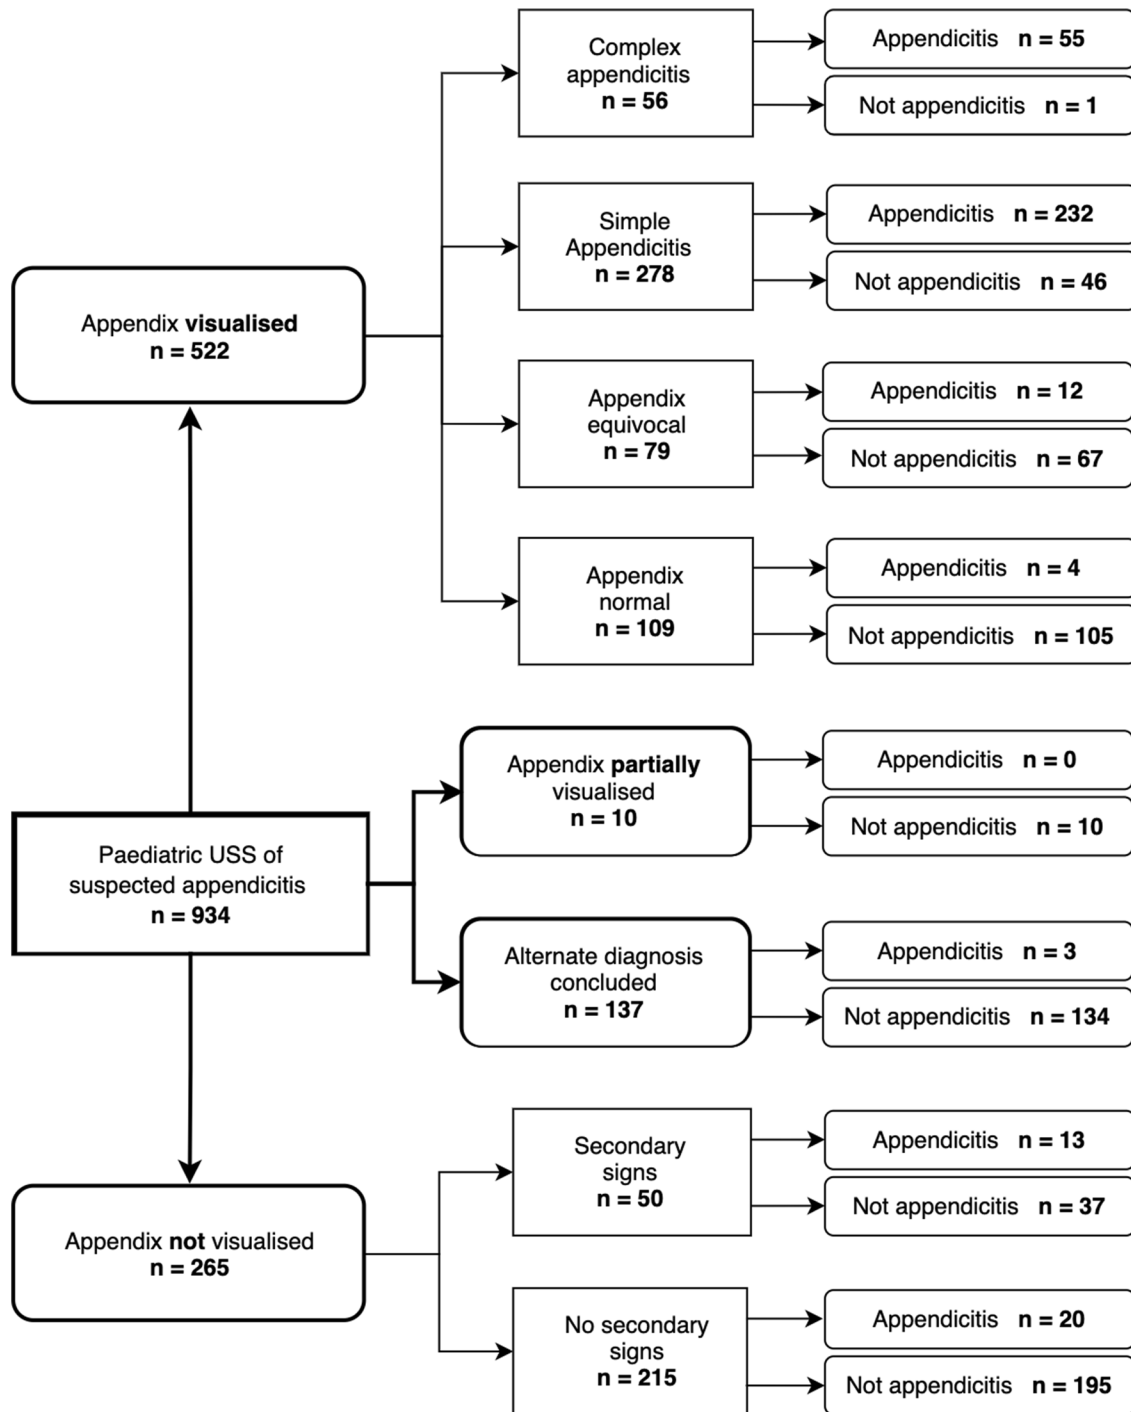 Complex
appendicitis
n = 56
Appendicitis n = 55
Not appendicitis n = 1
Simple
Appendicitis
n = 278
Appendicitis n = 232
Not appendicitis n = 46
Appendix visualised
n = 522
Appendix
equivocal
n = 79
Appendicitis n = 12
Not appendicitis n = 67
Appendix
normal
n = 109
Appendicitis n = 4
Not appendicitis n = 105
Appendix partially
visualised
n = 10
Appendicitis n = 0
Not appendicitis n = 10
Paediatric USS of
suspected appendicitis
n = 934
Alternate diagnosis
concluded
n = 137
Appendicitis n = 3
Not appendicitis n = 134
Appendix not visualised
n = 265
Secondary
signs
n = 50
Appendicitis n = 13
Not appendicitis n = 37
No secondary
signs
n = 215
Appendicitis n = 20
Not appendicitis n = 195